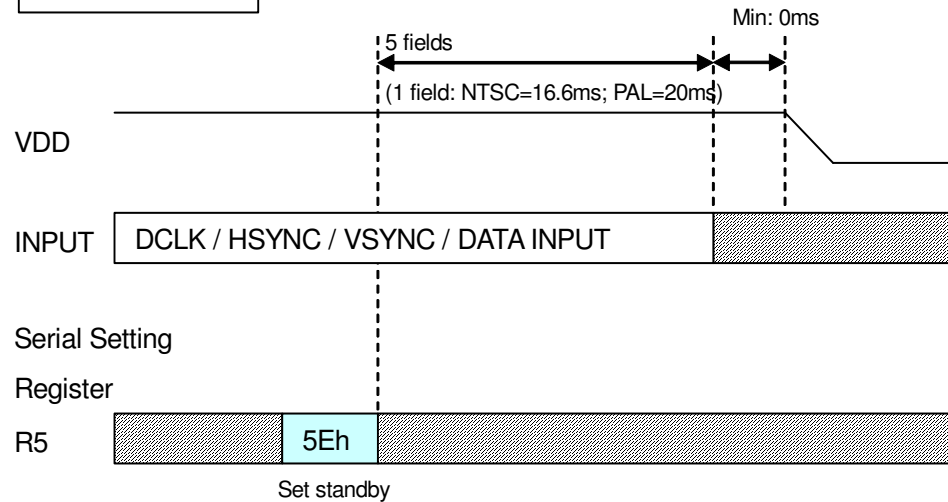 Min: 0ms
5 fields
(1 field: NTSC=16.6ms; PAL=20ms)
VDD
INPUT
DCLK / HSYNC / VSYNC / DATA INPUT
Serial Setting
Register
R5
5Eh
Set standby